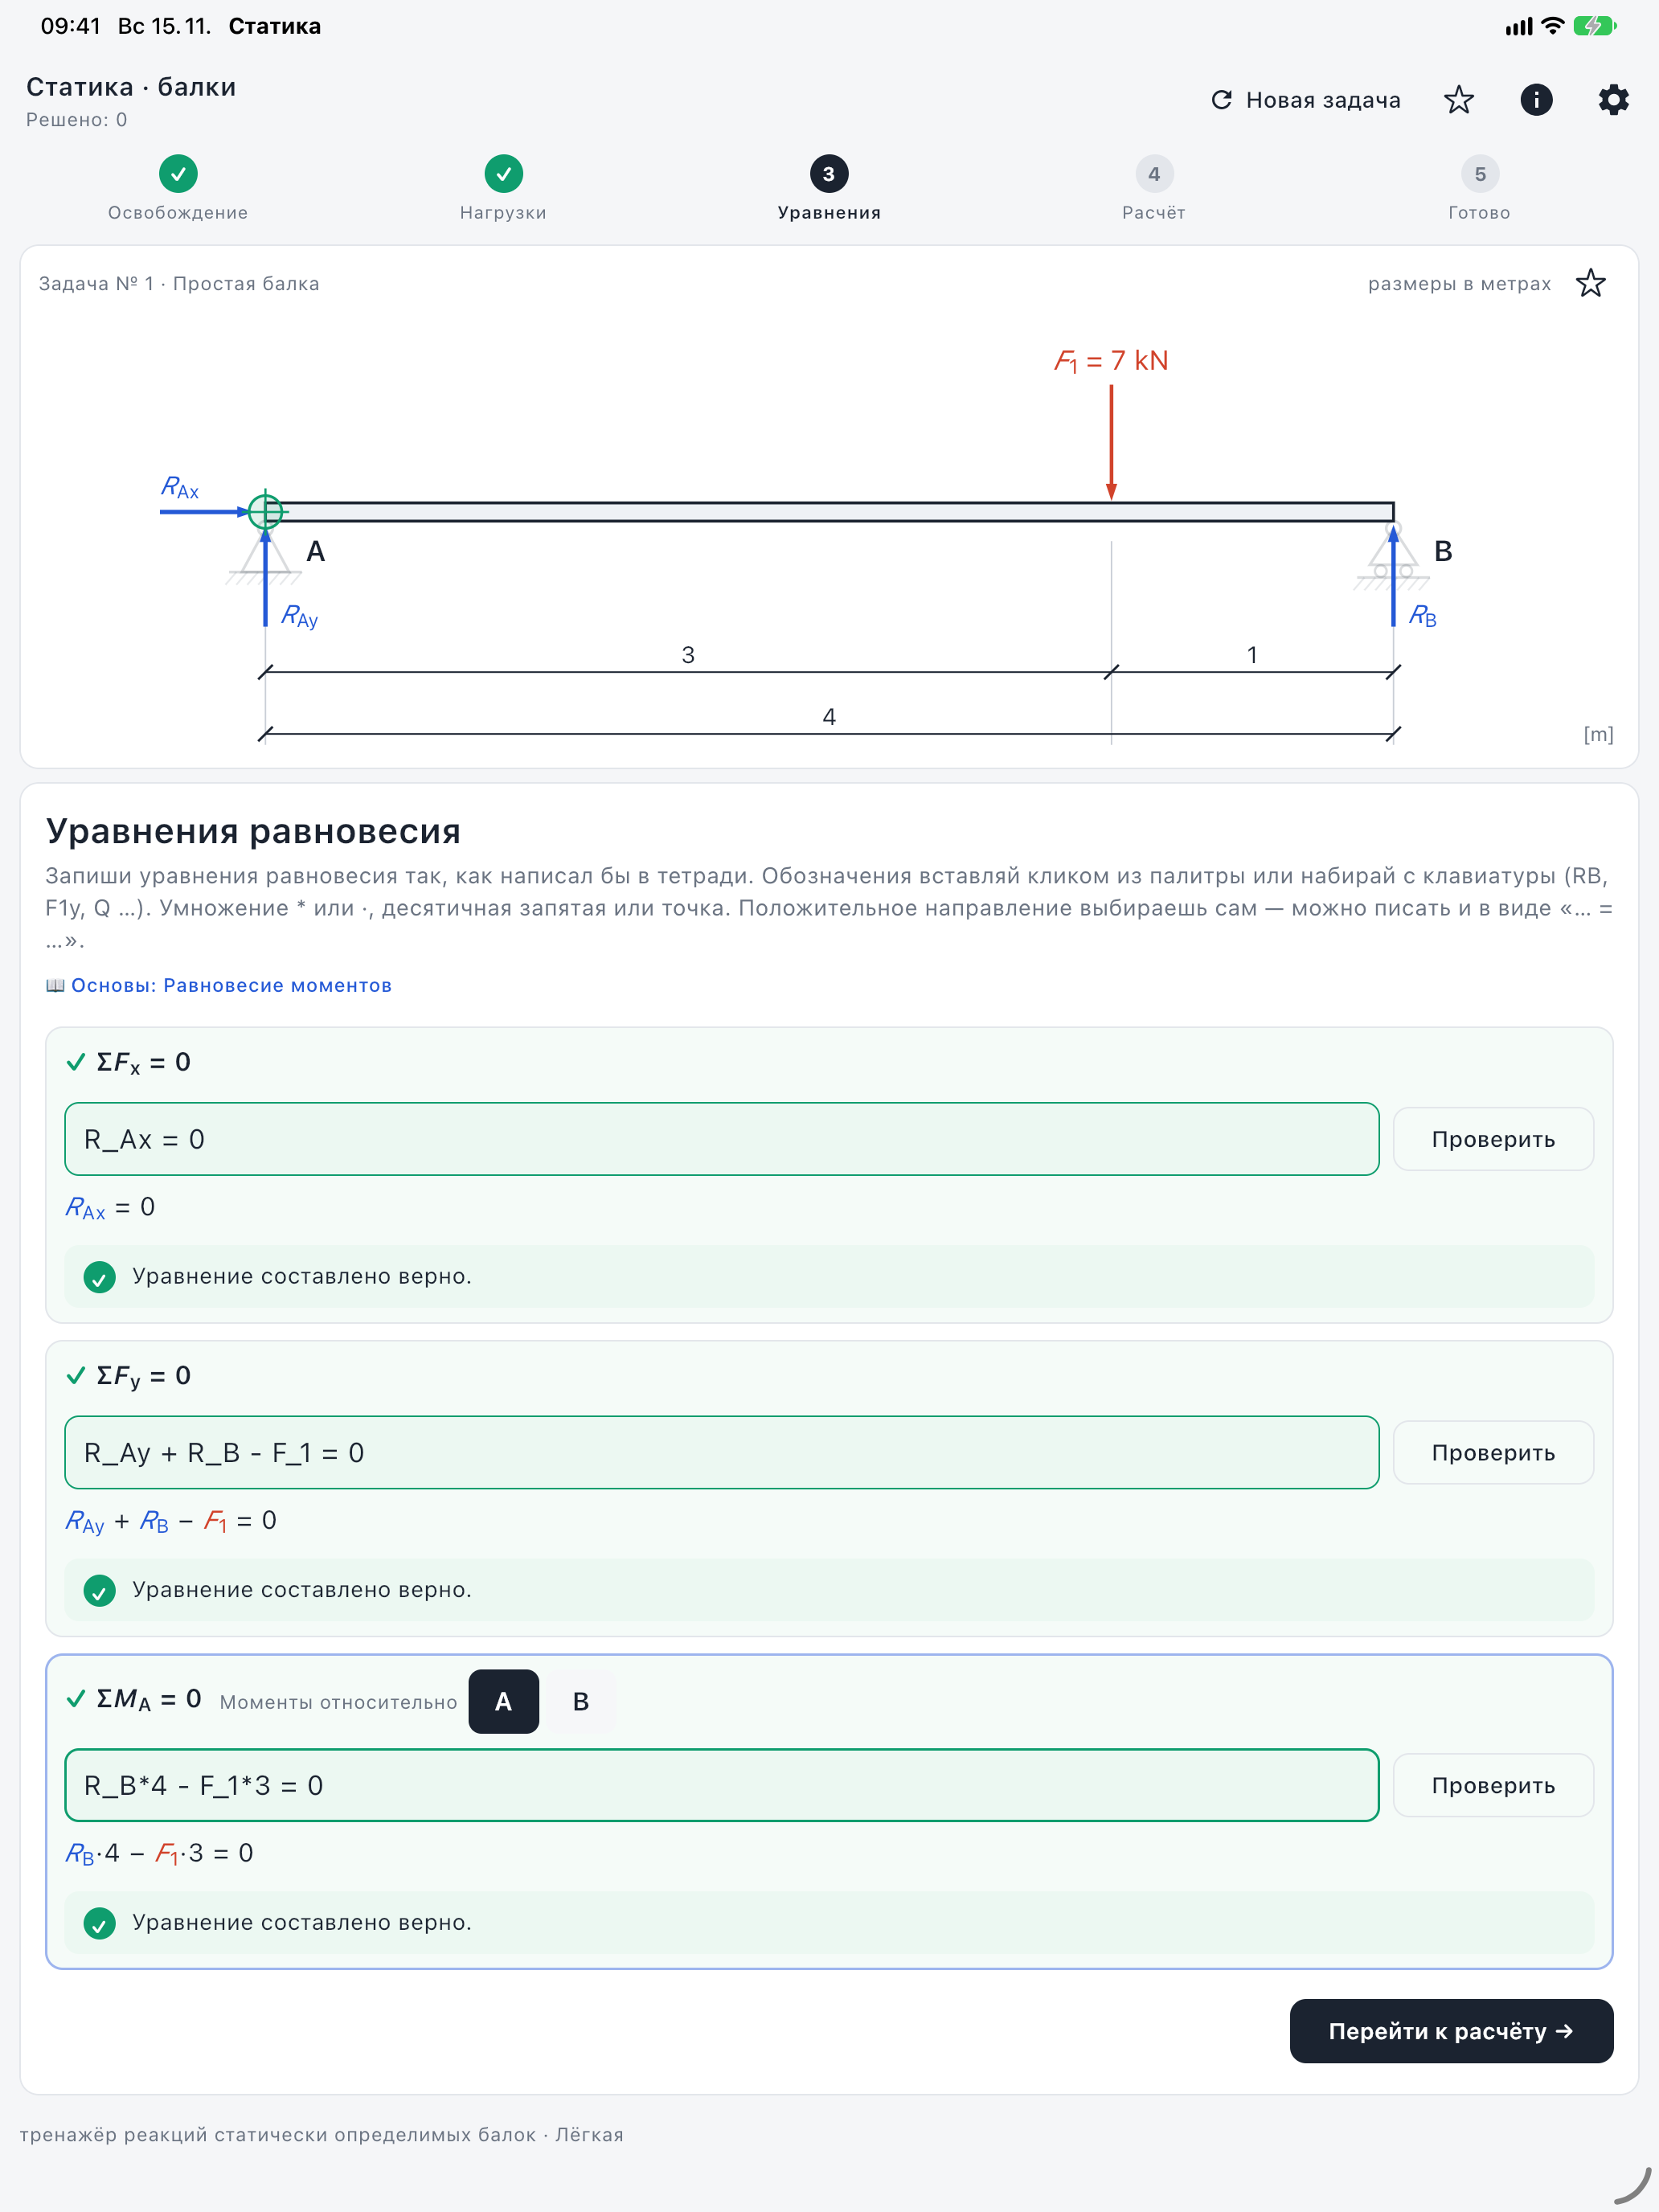 09:41 Вс 15.11. Статика
Статика · балки
Решено: 0
Новая задача
3
4
5
Освобождение
Нагрузки
Уравнения
Расчёт
Готово
Задача № 1 · Простая балка
размеры в метрах
F1 = 7 kN
RAx
A
B
RAy
RB
3
1
4
[m]
Уравнения равновесия
Запиши уравнения равновесия так, как написал бы в тетради. Обозначения вставляй кликом из палитры или набирай с клавиатуры (RB,
F1y, Q …). Умножение * или ·, десятичная запятая или точка. Положительное направление выбираешь сам — можно писать и в виде «… =
…».
📖 Основы: Равновесие моментов
ΣFx = 0
R_Ax = 0
Проверить
RAx = 0
Уравнение составлено верно.
ΣFy = 0
R_Ay + R_B - F_1 = 0
Проверить
RAy + RB − F1 = 0
Уравнение составлено верно.
ΣMA = 0 Моменты относительно A B
R_B*4 - F_1*3 = 0
Проверить
RB·4 − F1·3 = 0
Уравнение составлено верно.
Перейти к расчёту →
тренажёр реакций статически определимых балок · Лёгкая